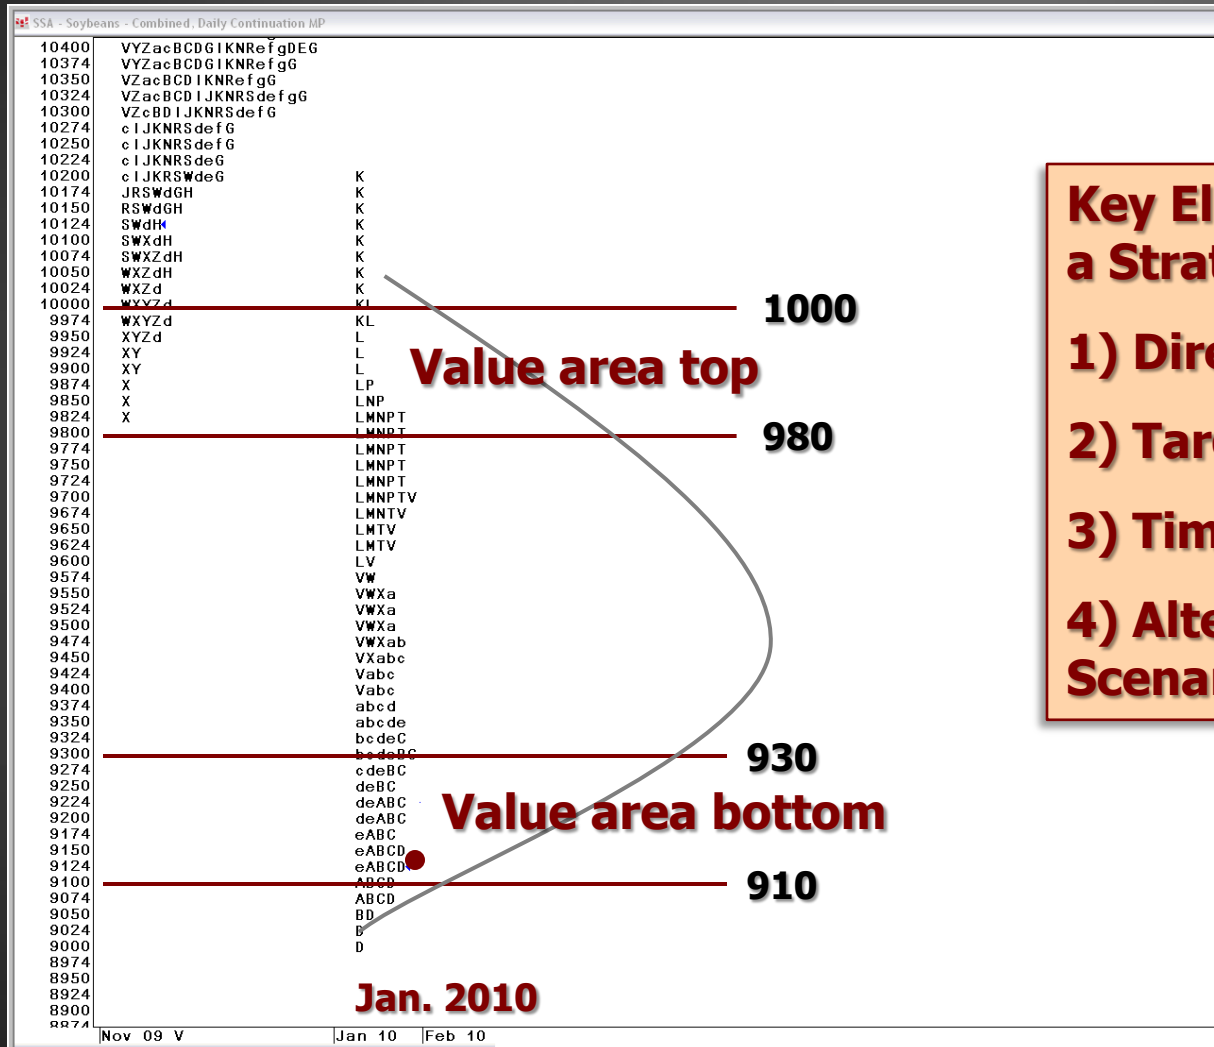 SSA - Soybeans - Combined, Daily Continuation MP
10400 VYZacBCDGIKNRefgDEG
10374 VYZacBCDGIKNRefgG
10350 VZacBCDIKNRefgG
10324 VZacBCDIJKNRSdefgG
10300 VZcBDIJKNRSdefG
10274 cIJKNRSdefG
10250 cIJKNRSdefG
10224 cIJKNRSdeG
10200 cIJKRSWdeG K
10174 JRSWdGH K
10150 RSWdGH K
10124 SWdH K
10100 SWXdH K
10074 SWXZdH K
10050 WXZdH K
10024 WXZd K
10000 WXYZd KL
1000
9974 WXYZd KL
9950 XYZd L
9924 XY L
9900 XY L
Value area top
9874 X LP
9850 X LNP
9824 X LMNPT
9800 LMNPT
980
9774 LMNPT
9750 LMNPT
9724 LMNPT
9700 LMNPTV
9674 LMNTV
9650 LMTV
9624 LMTV
9600 LV
9574 VW
9550 VWXa
9524 VWXa
9500 VWXa
9474 VWXab
9450 VXabc
9424 Vabc
9400 Vabc
9374 abcd
9350 abcde
9324 bcdeC
9300 bcdeBC
930
9274 cdeBC
9250 deBC
9224 deABC
9200 deABC
Value area bottom
9174 eABC
9150 eABCD
9124 eABCD
9100 ABCD
910
9074 ABCD
9050 BD
9024
9000 D
8974
8950
8924
8900
8874
Jan. 2010
Nov 09 V Jan 10 Feb 10
Key El
a Strat
1) Dire
2) Tar
3) Tim
4) Alte
Scenar